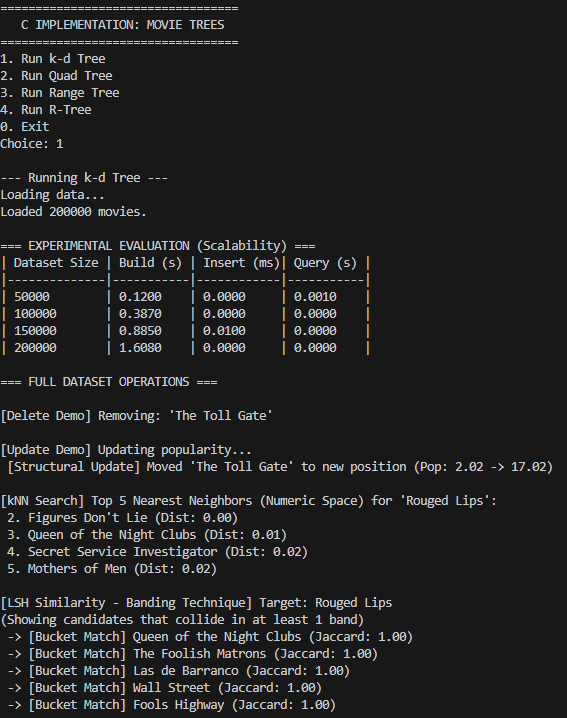 ==================================
C IMPLEMENTATION: MOVIE TREES
==================================
1. Run k-d Tree
2. Run Quad Tree
3. Run Range Tree
4. Run R-Tree
0. Exit
Choice: 1
--- Running k-d Tree ---
Loading data...
Loaded 200000 movies.
=== EXPERIMENTAL EVALUATION (Scalability) ===
| Dataset Size | Build (s) | Insert (ms)| Query (s) |
|--------------|-----------|------------|-----------|
| 50000        | 0.1200    | 0.0000     | 0.0010    |
| 100000       | 0.3870    | 0.0000     | 0.0000    |
| 150000       | 0.8850    | 0.0100     | 0.0000    |
| 200000       | 1.6080    | 0.0000     | 0.0000    |
=== FULL DATASET OPERATIONS ===
[Delete Demo] Removing: 'The Toll Gate'
[Update Demo] Updating popularity...
[Structural Update] Moved 'The Toll Gate' to new position (Pop: 2.02 -> 17.02)
[kNN Search] Top 5 Nearest Neighbors (Numeric Space) for 'Rouged Lips':
2. Figures Don't Lie (Dist: 0.00)
3. Queen of the Night Clubs (Dist: 0.01)
4. Secret Service Investigator (Dist: 0.02)
5. Mothers of Men (Dist: 0.02)
[LSH Similarity - Banding Technique] Target: Rouged Lips
(Showing candidates that collide in at least 1 band)
-> [Bucket Match] Queen of the Night Clubs (Jaccard: 1.00)
-> [Bucket Match] The Foolish Matrons (Jaccard: 1.00)
-> [Bucket Match] Las de Barranco (Jaccard: 1.00)
-> [Bucket Match] Wall Street (Jaccard: 1.00)
-> [Bucket Match] Fools Highway (Jaccard: 1.00)